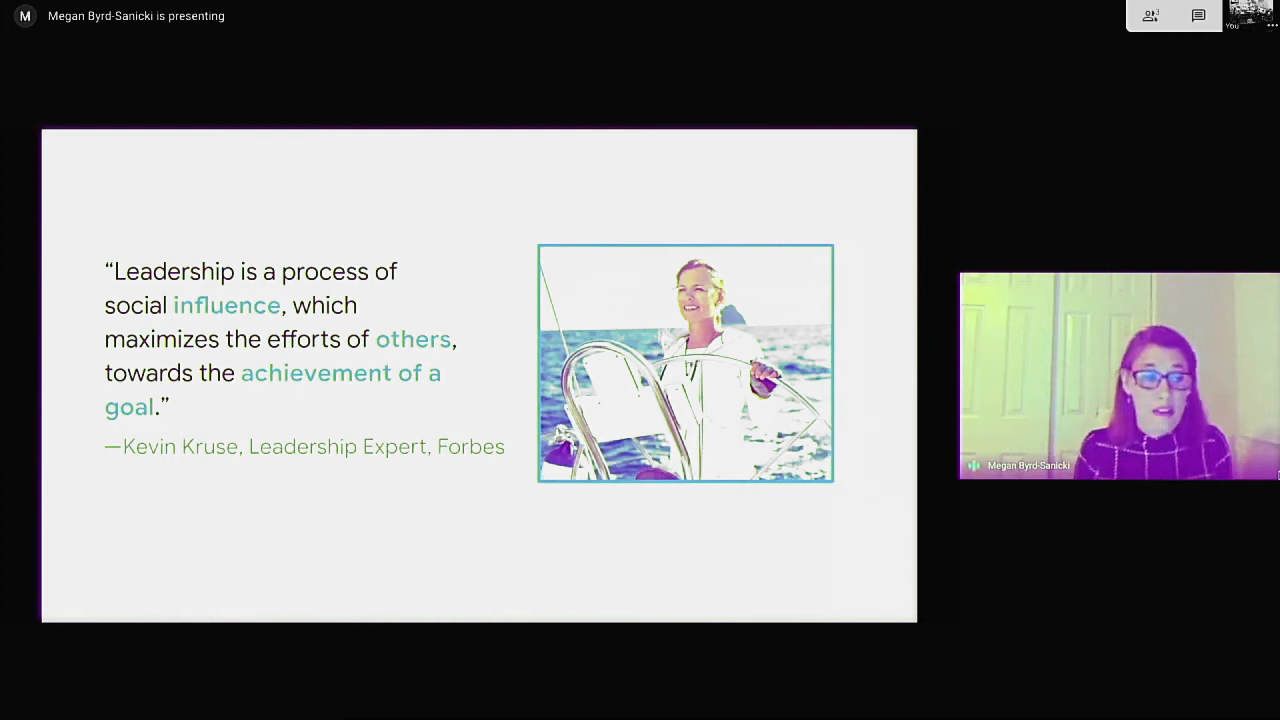 M Megan Byrd-Sanicki is presenting
You
“Leadership is a process of
social influence, which
maximizes the efforts of others,
towards the achievement of a
goal.”
—Kevin Kruse, Leadership Expert, Forbes
Megan Byrd-Sanicki